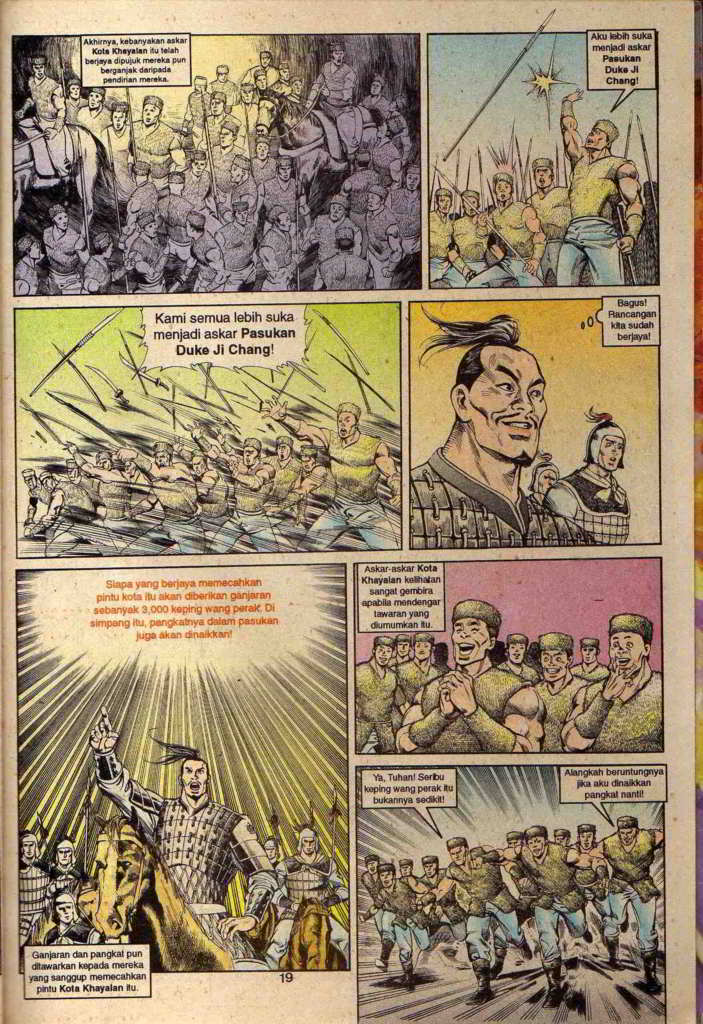 Akhirnya, kebanyakan askar
Kota Khayalan itu telah
berjaya dipujuk mereka pun
berganjak daripada
pendirian mereka.
Aku lebih suka
menjadi askar
Pasukan
Duke Ji
Chang!
Kami semua lebih suka
menjadi askar Pasukan
Duke Ji Chang!
Bagus!
Rancangan
kita sudah
berjaya!
Siapa yang berjaya memecahkan
pintu kota itu akan diberikan ganjaran
sebanyak 3,000 keping wang perak. Di
simpang itu, pangkatnya dalam pasukan
juga akan dinaikkan!
Ganjaran dan pangkat pun
ditawarkan kepada mereka
yang sanggup memecahkan
pintu Kota Khayalan itu.
Askar-askar Kota
Khayalan kelihatan
sangat gembira
apabila mendengar
tawaran yang
diumumkan itu.
Ya, Tuhan! Seribu
keping wang perak itu
bukannya sedikit!
Alangkah beruntungnya
jika aku dinaikkan
pangkat nanti!
19